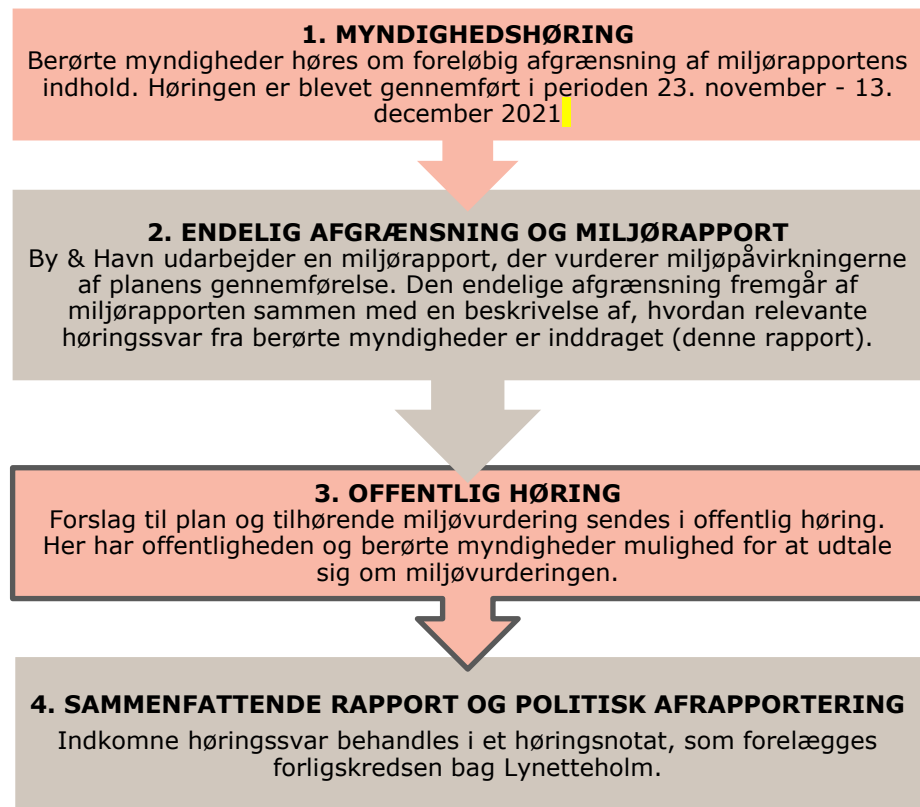 1. MYNDIGHEDSHØRING
Berørte myndigheder høres om foreløbig afgrænsning af miljørapportens
indhold. Høringen er blevet gennemført i perioden 23. november - 13.
december 2021
2. ENDELIG AFGRÆNSNING OG MILJØRAPPORT
By & Havn udarbejder en miljørapport, der vurderer miljøpåvirkningerne
af planens gennemførelse. Den endelige afgrænsning fremgår af
miljørapporten sammen med en beskrivelse af, hvordan relevante
høringssvar fra berørte myndigheder er inddraget (denne rapport).
3. OFFENTLIG HØRING
Forslag til plan og tilhørende miljøvurdering sendes i offentlig høring.
Her har offentligheden og berørte myndigheder mulighed for at udtale
sig om miljøvurderingen.
4. SAMMENFATTENDE RAPPORT OG POLITISK AFRAPPORTERING
Indkomne høringssvar behandles i et høringsnotat, som forelægges
forligskredsen bag Lynetteholm.